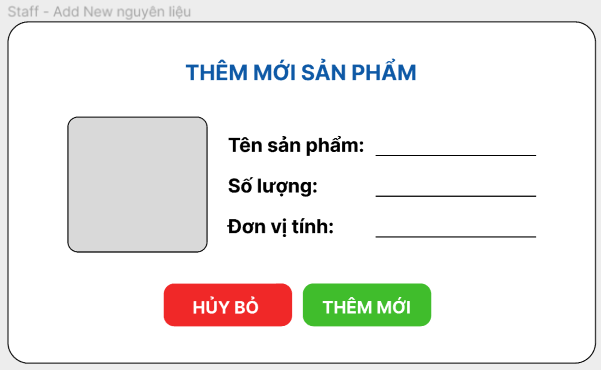 Staff - Add New nguyên liệu
THÊM MỚI SẢN PHẨM
Tên sản phẩm:
Số lượng:
Đơn vị tính:
HỦY BỎ
THÊM MỚI